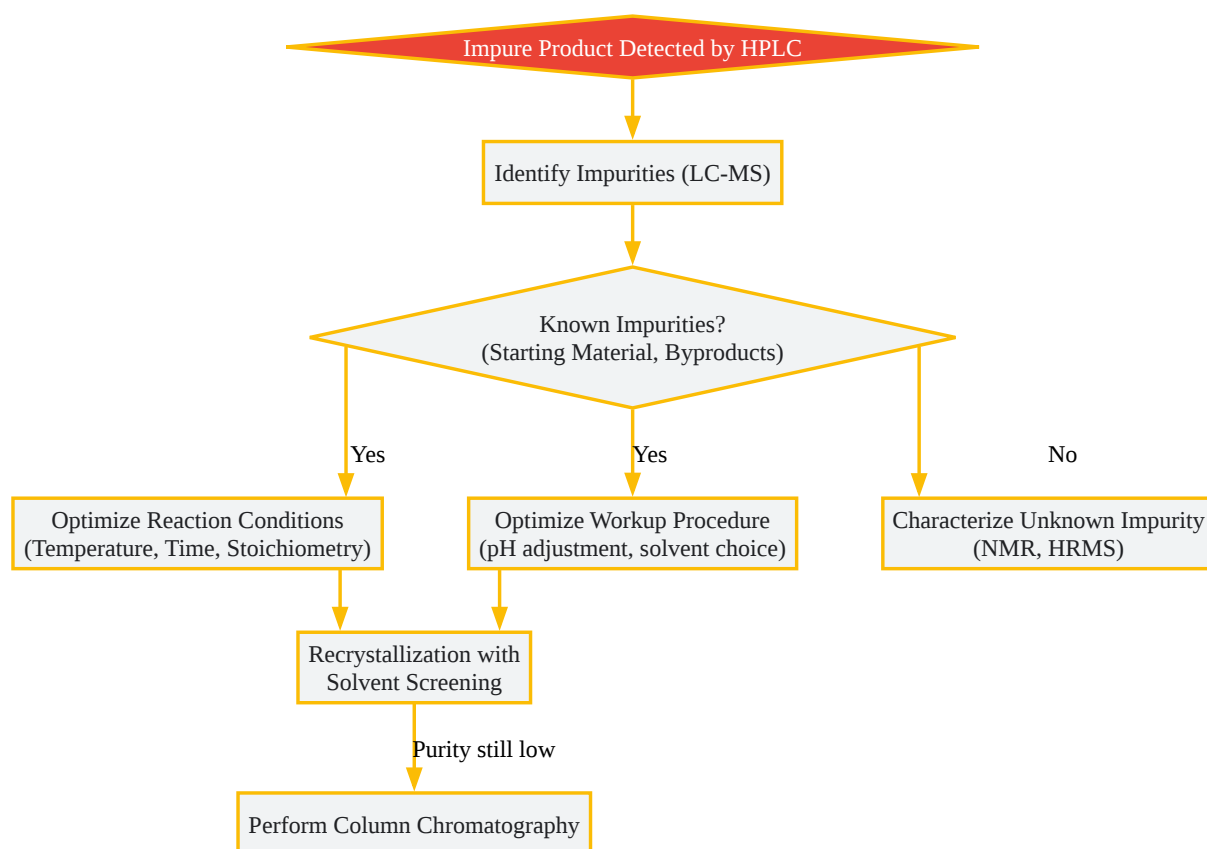 Impure Product Detected by HPLC
Identify Impurities (LC-MS)
Known Impurities?
(Starting Material, Byproducts)
Yes
Yes
No
Optimize Reaction Conditions
(Temperature, Time, Stoichiometry)
Optimize Workup Procedure
(pH adjustment, solvent choice)
Characterize Unknown Impurity
(NMR, HRMS)
Recrystallization with
Solvent Screening
Purity still low
Perform Column Chromatography